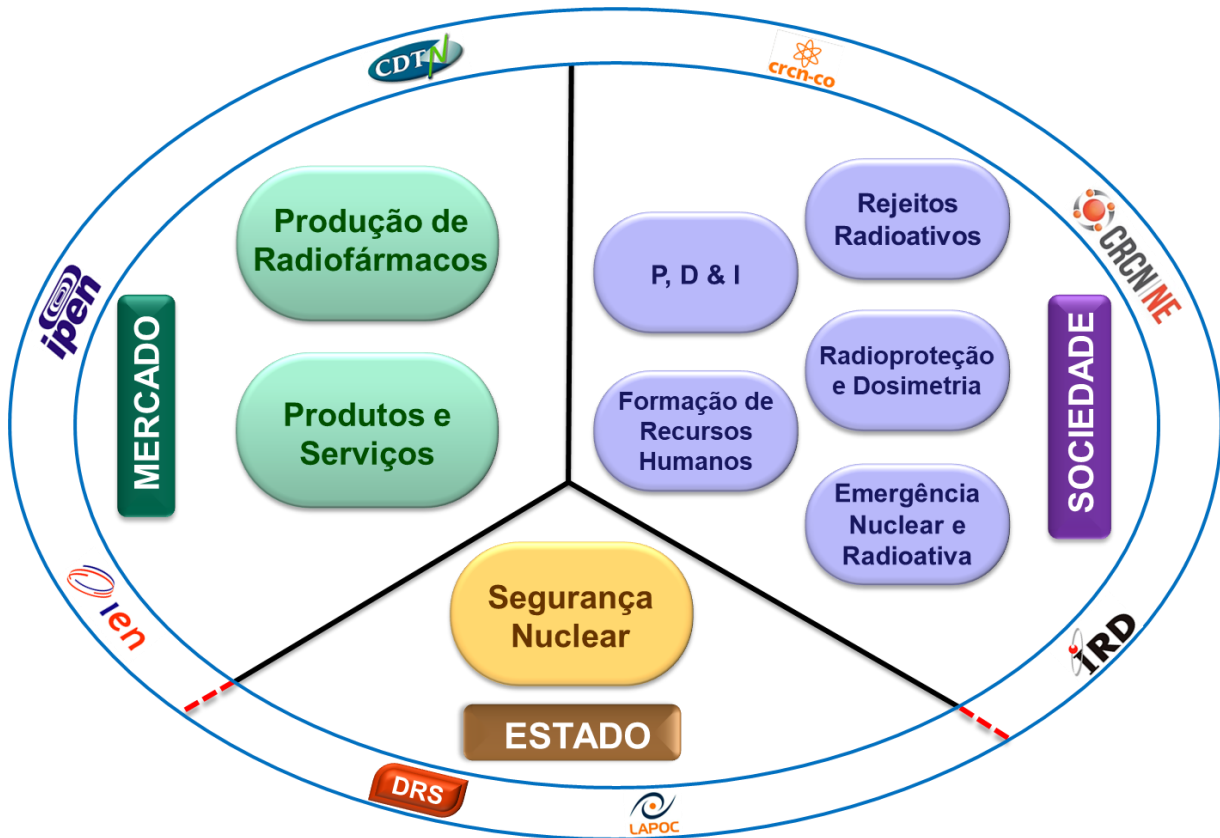 CDTN
crcn-co
CRCN|NE
ipen
ien
iRD
DRS
LAPOC
MERCADO
Produção de
Radiofármacos
Produtos e
Serviços
P, D & I
Formação de
Recursos
Humanos
Rejeitos
Radioativos
Radioproteção
e Dosimetria
Emergência
Nuclear e
Radioativa
SOCIEDADE
Segurança
Nuclear
ESTADO